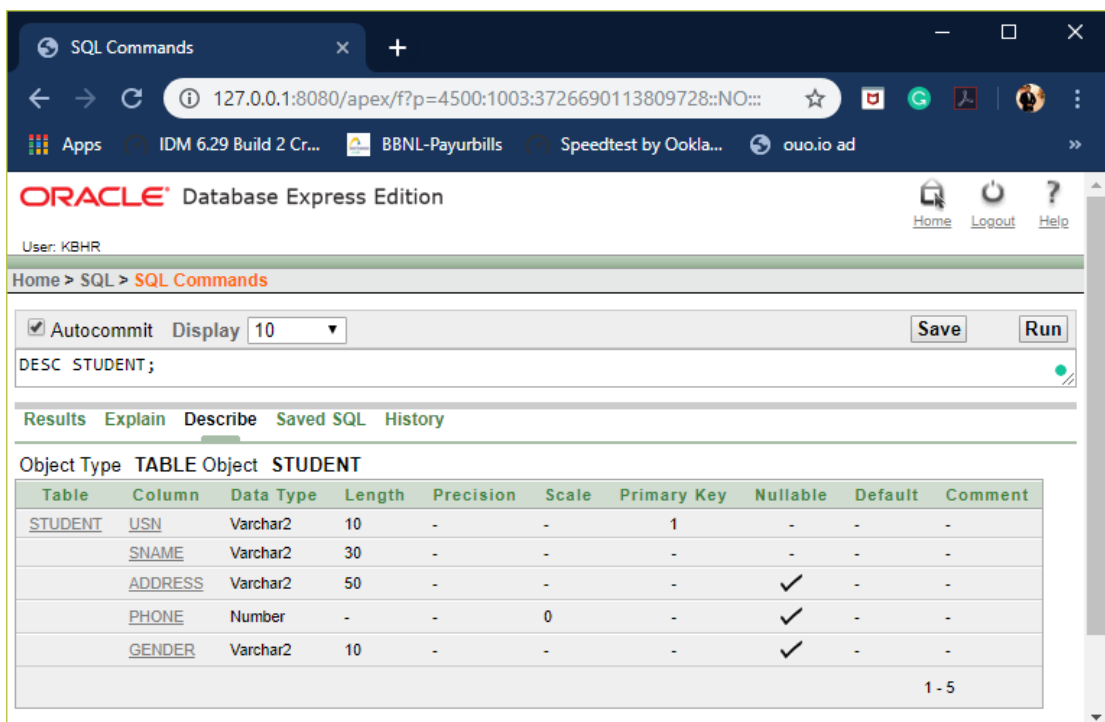 SQL Commands
127.0.0.1:8080/apex/f?p=4500:1003:3726690113809728::NO:::
Apps IDM 6.29 Build 2 Cr... BBNL-Payurbills Speedtest by Ookla... ouo.io ad »
ORACLE Database Express Edition
Home Logout Help
User: KBHR
Home > SQL > SQL Commands
Autocommit Display 10 Save Run
DESC STUDENT;
Results Explain Describe Saved SQL History
Object Type TABLE Object STUDENT
Table Column Data Type Length Precision Scale Primary Key Nullable Default Comment
STUDENT USN Varchar2 10 - - 1 - - -
SNAME Varchar2 30 - - - - - -
ADDRESS Varchar2 50 - - - ✓ - -
PHONE Number - - 0 - ✓ - -
GENDER Varchar2 10 - - - ✓ - -
1 - 5